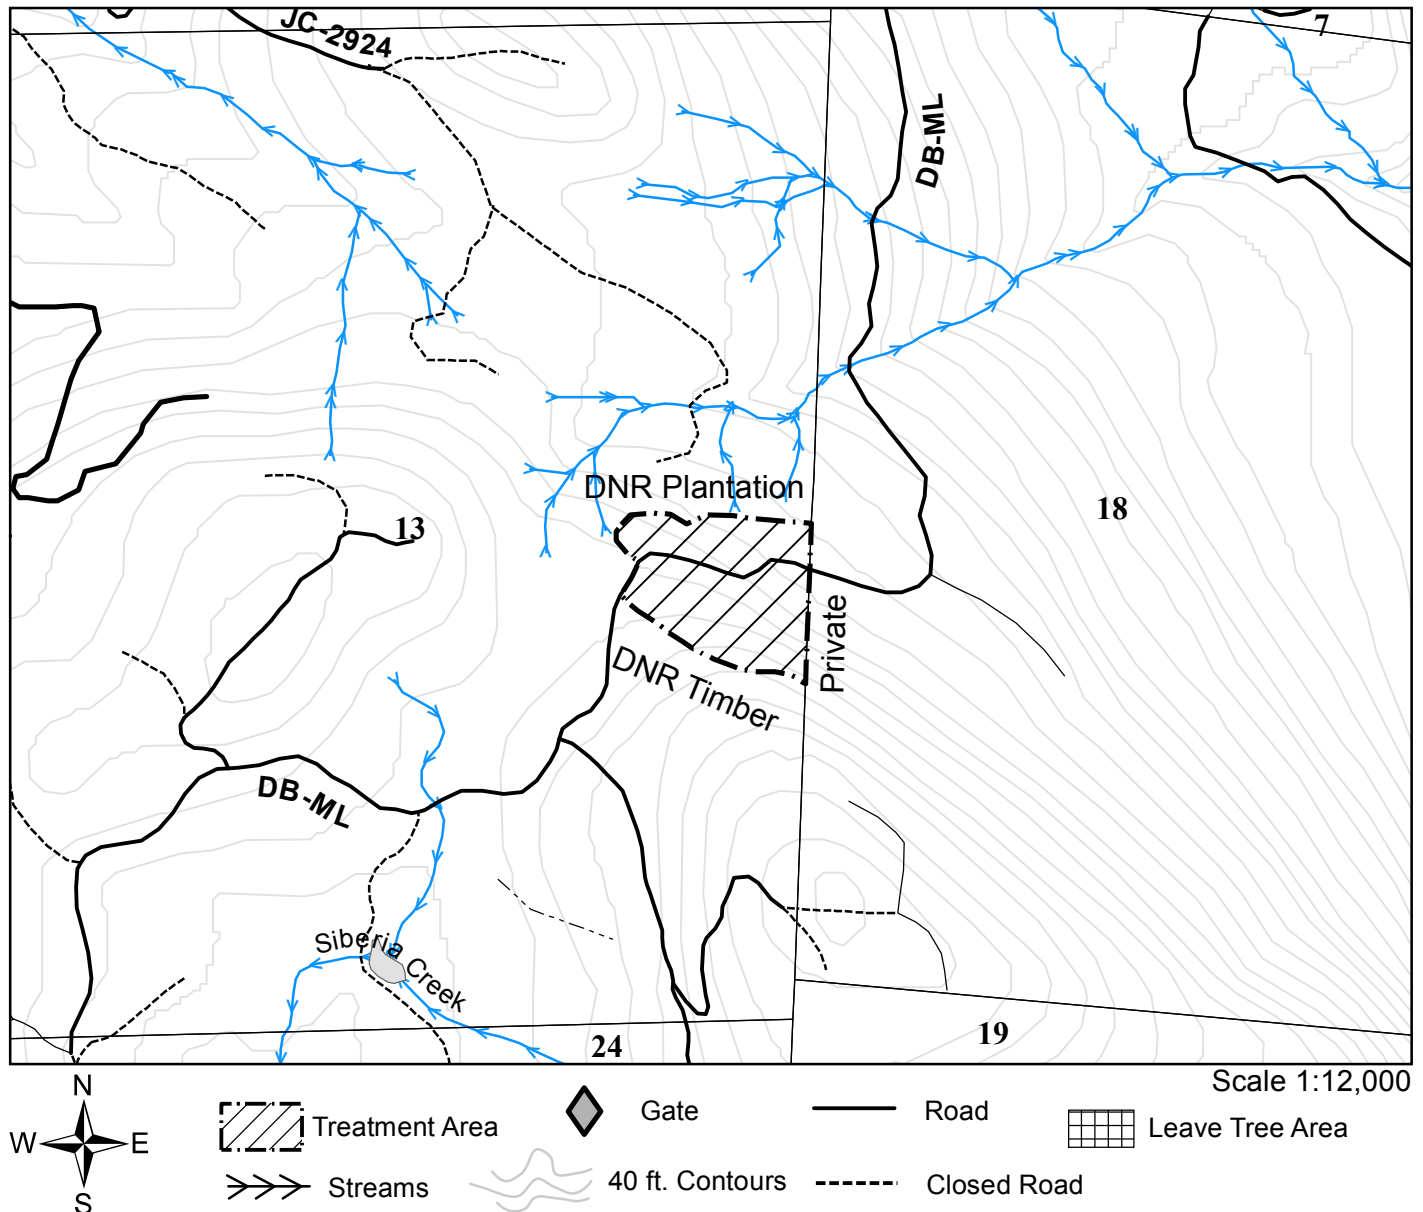 JC-2924
7
DB-ML
DNR Plantation
18
13
Private
DNR Timber
DB-ML
Siberia Creek
24
19
Scale 1:12,000
N
W
E
S
Treatment Area
Gate
Road
Leave Tree Area
Streams
40 ft. Contours
Closed Road